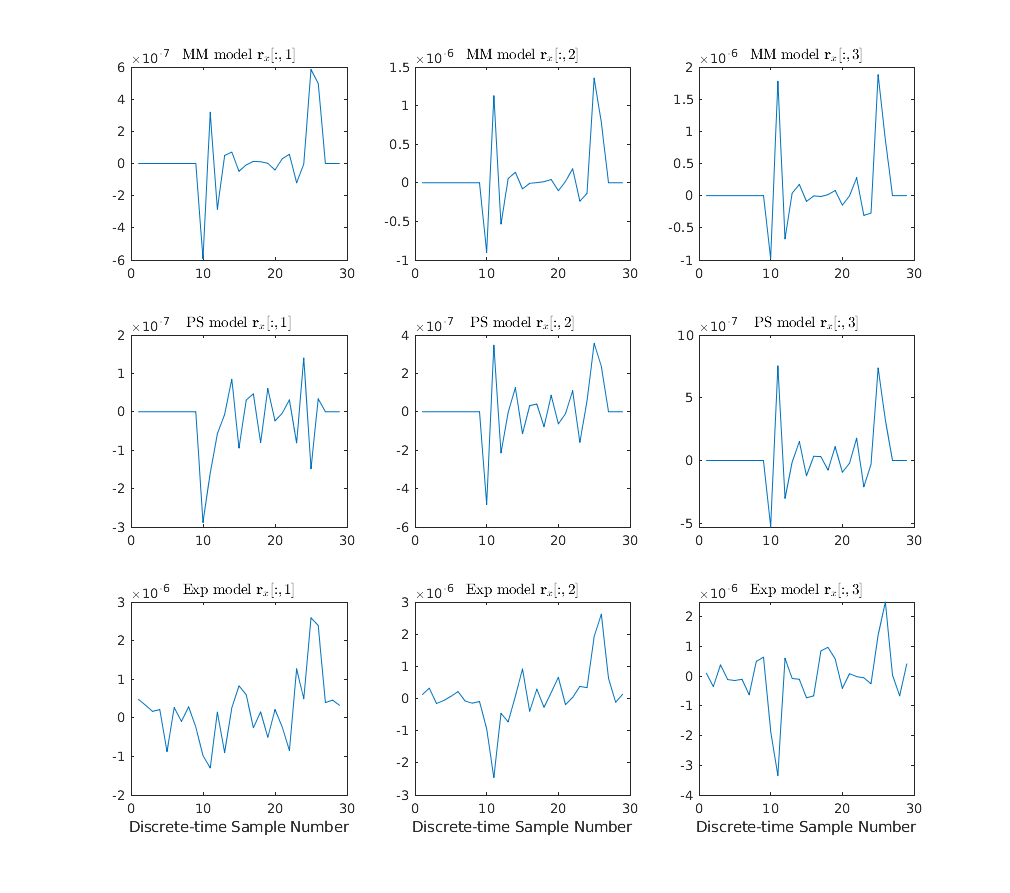 ×10⁻⁷ MM model r_x[:, 1] ×10⁻⁶ MM model r_x[:, 2] ×10⁻⁶ MM model r_x[:, 3]
6 1.5 2
4 1 1.5
2 0.5 1
0 0 0.5
-2 -0.5 0
-4 -1 -0.5
-6 -1
0 10 20 30 0 10 20 30 0 10 20 30
×10⁻⁷ PS model r_x[:, 1] ×10⁻⁷ PS model r_x[:, 2] ×10⁻⁷ PS model r_x[:, 3]
2 4 10
1 2 5
0 0 0
-1 -2 -5
-2 -4
-3 -6
0 10 20 30 0 10 20 30 0 10 20 30
×10⁻⁶ Exp model r_x[:, 1] ×10⁻⁶ Exp model r_x[:, 2] ×10⁻⁶ Exp model r_x[:, 3]
3 3 2
2 2 1
1 1 0
0 0 -1
-1 -1 -2
-2 -2 -3
-3 -4
0 10 20 30 0 10 20 30 0 10 20 30
Discrete-time Sample Number Discrete-time Sample Number Discrete-time Sample Number